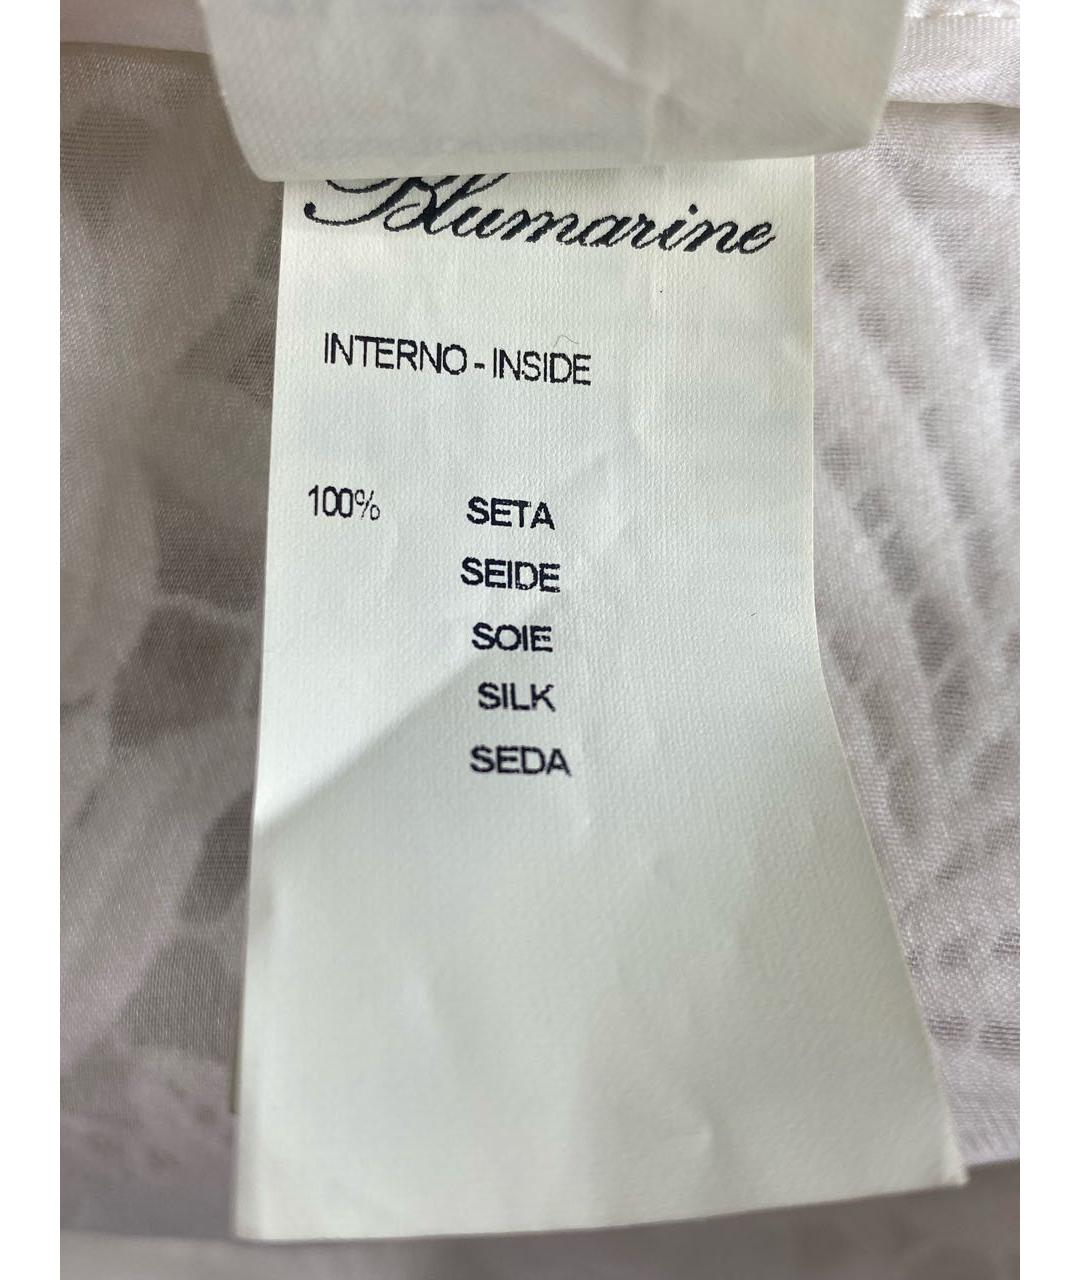 Blumarine
INTERNO - INSIDE
100% SETA
SEIDE
SOIE
SILK
SEDA